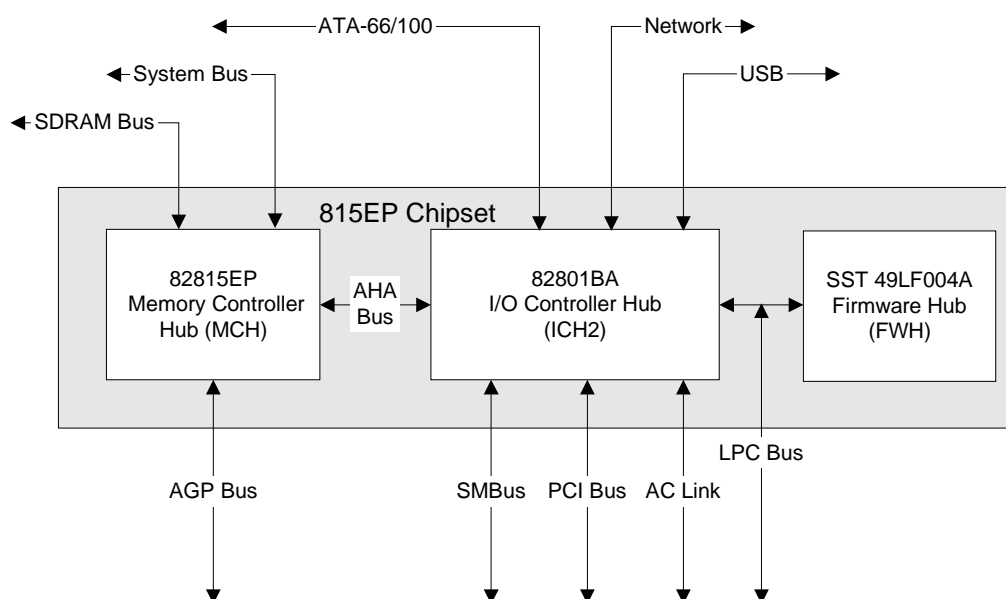 ATA-66/100
Network
System Bus
USB
SDRAM Bus
815EP Chipset
82815EP
Memory Controller
Hub (MCH)
AHA
Bus
82801BA
I/O Controller Hub
(ICH2)
SST 49LF004A
Firmware Hub
(FWH)
LPC Bus
AGP Bus
SMBus
PCI Bus
AC Link